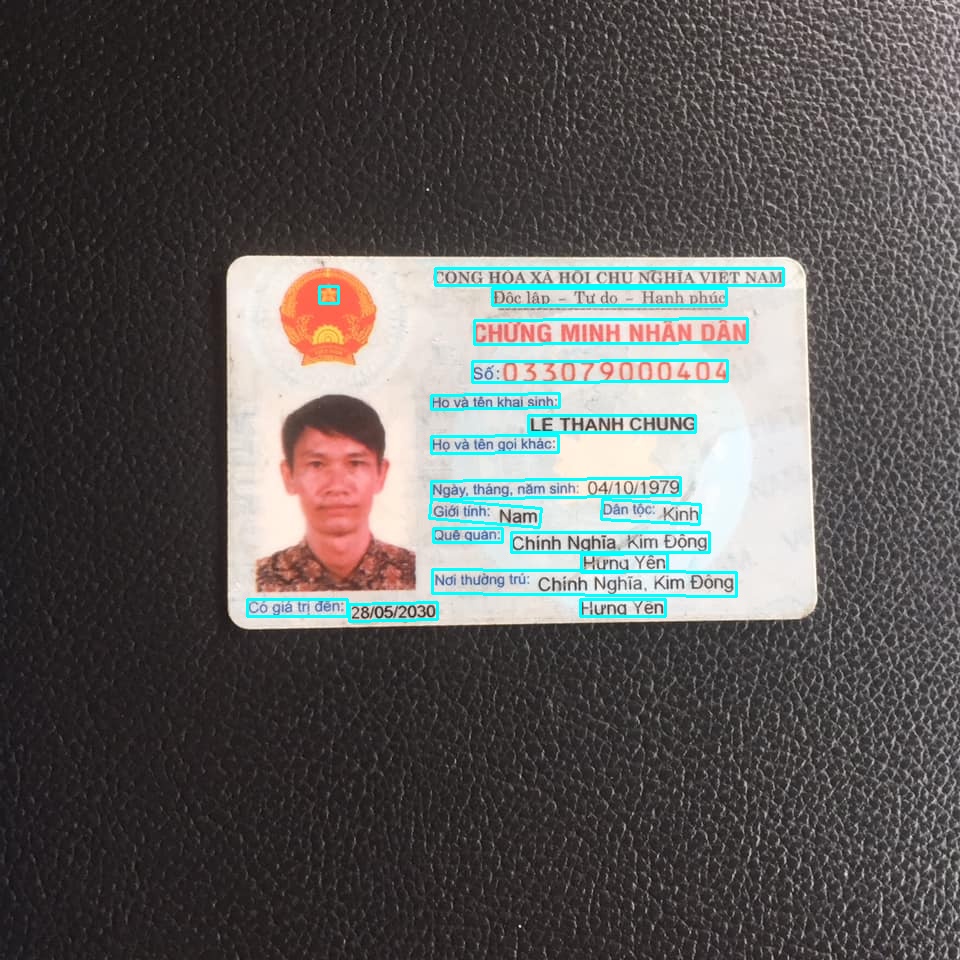 CỘNG HÒA XÃ HỘI CHỦ NGHĨA VIỆT NAM
Độc lập - Tự do - Hạnh phúc
CHỨNG MINH NHÂN DÂN
Số: 033079000404
Họ và tên khai sinh:
LÊ THANH CHUNG
Họ và tên gọi khác:
Ngày, tháng, năm sinh: 04/10/1979
Giới tính: Nam Dân tộc: Kinh
Quê quán: Chính Nghĩa, Kim Động
Hưng Yên
Nơi thường trú: Chính Nghĩa, Kim Động
Hưng Yên
Có giá trị đến: 28/05/2030